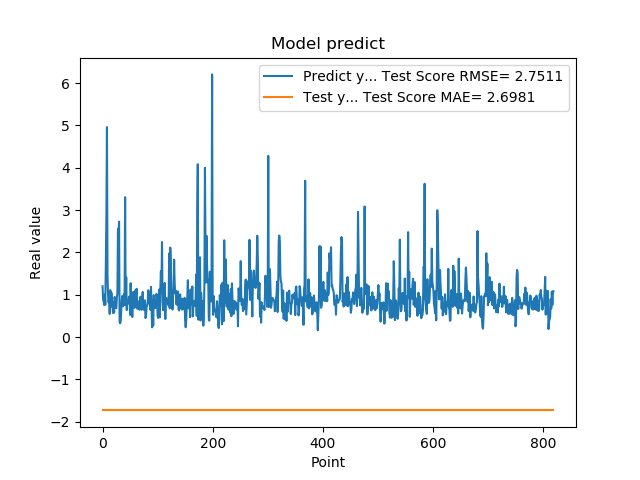 Model predict
Predict y... Test Score RMSE= 2.7511
Test y... Test Score MAE= 2.6981
Real value
6
5
4
3
2
1
0
−1
−2
0 200 400 600 800
Point